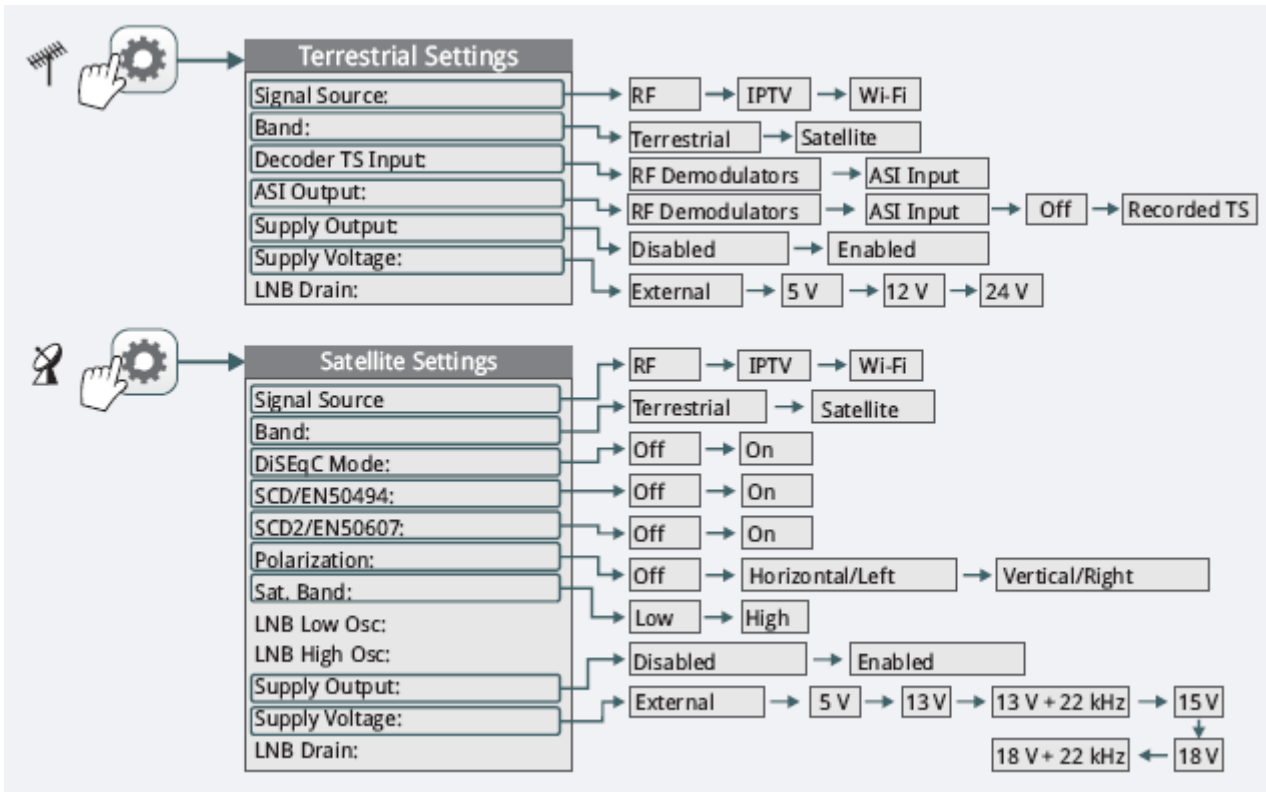 Terrestrial Settings
Signal Source: RF IPTV Wi-Fi
Band: Terrestrial Satellite
Decoder TS Input: RF Demodulators ASI Input
ASI Output: RF Demodulators ASI Input Off Recorded TS
Supply Output: Disabled Enabled
Supply Voltage: External 5 V 12 V 24 V
LNB Drain:
Satellite Settings
Signal Source RF IPTV Wi-Fi
Band: Terrestrial Satellite
DiSEqC Mode: Off On
SCD/EN50494: Off On
SCD2/EN50607: Off On
Polarization: Off Horizontal/Left Vertical/Right
Sat. Band: Low High
LNB Low Osc:
LNB High Osc:
Supply Output: Disabled Enabled
Supply Voltage: External 5 V 13 V 13 V + 22 kHz 15 V
18 V + 22 kHz 18 V
LNB Drain: